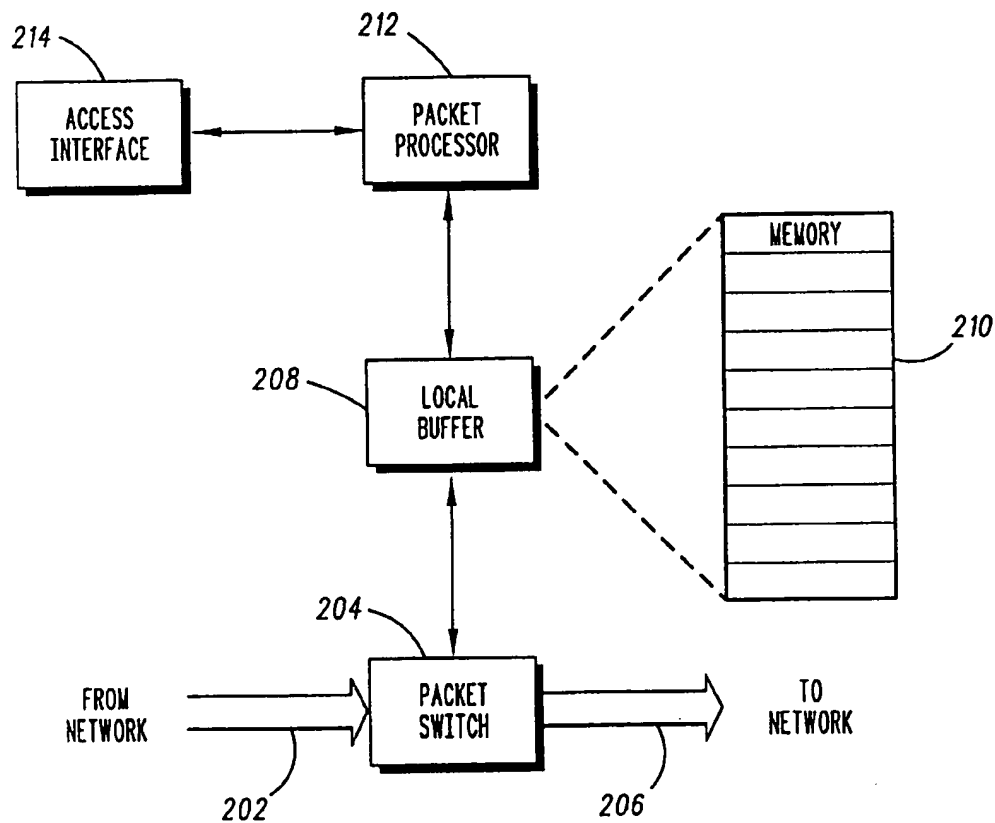 214
212
ACCESS
INTERFACE
PACKET
PROCESSOR
MEMORY
210
208
LOCAL
BUFFER
204
FROM
NETWORK
PACKET
SWITCH
TO
NETWORK
202
206